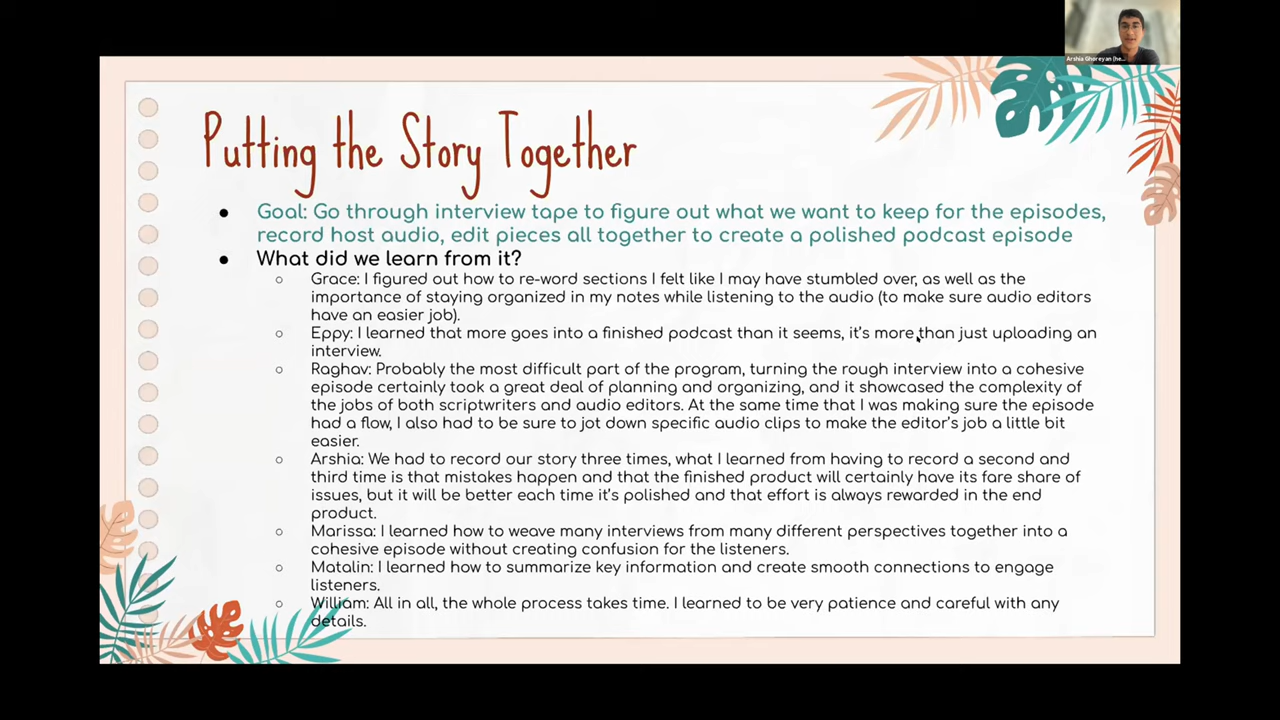 Arshia Ghoreyan (he...
Putting the Story Together
Goal: Go through interview tape to figure out what we want to keep for the episodes,
record host audio, edit pieces all together to create a polished podcast episode
What did we learn from it?
Grace: I figured out how to re-word sections I felt like I may have stumbled over, as well as the
importance of staying organized in my notes while listening to the audio (to make sure audio editors
have an easier job).
Eppy: I learned that more goes into a finished podcast than it seems, it's more than just uploading an
interview.
Raghav: Probably the most difficult part of the program, turning the rough interview into a cohesive
episode certainly took a great deal of planning and organizing, and it showcased the complexity of
the jobs of both scriptwriters and audio editors. At the same time that I was making sure the episode
had a flow, I also had to be sure to jot down specific audio clips to make the editor's job a little bit
easier.
Arshia: We had to record our story three times, what I learned from having to record a second and
third time is that mistakes happen and that the finished product will certainly have its fare share of
issues, but it will be better each time it's polished and that effort is always rewarded in the end
product.
Marissa: I learned how to weave many interviews from many different perspectives together into a
cohesive episode without creating confusion for the listeners.
Matalin: I learned how to summarize key information and create smooth connections to engage
listeners.
William: All in all, the whole process takes time. I learned to be very patience and careful with any
details.